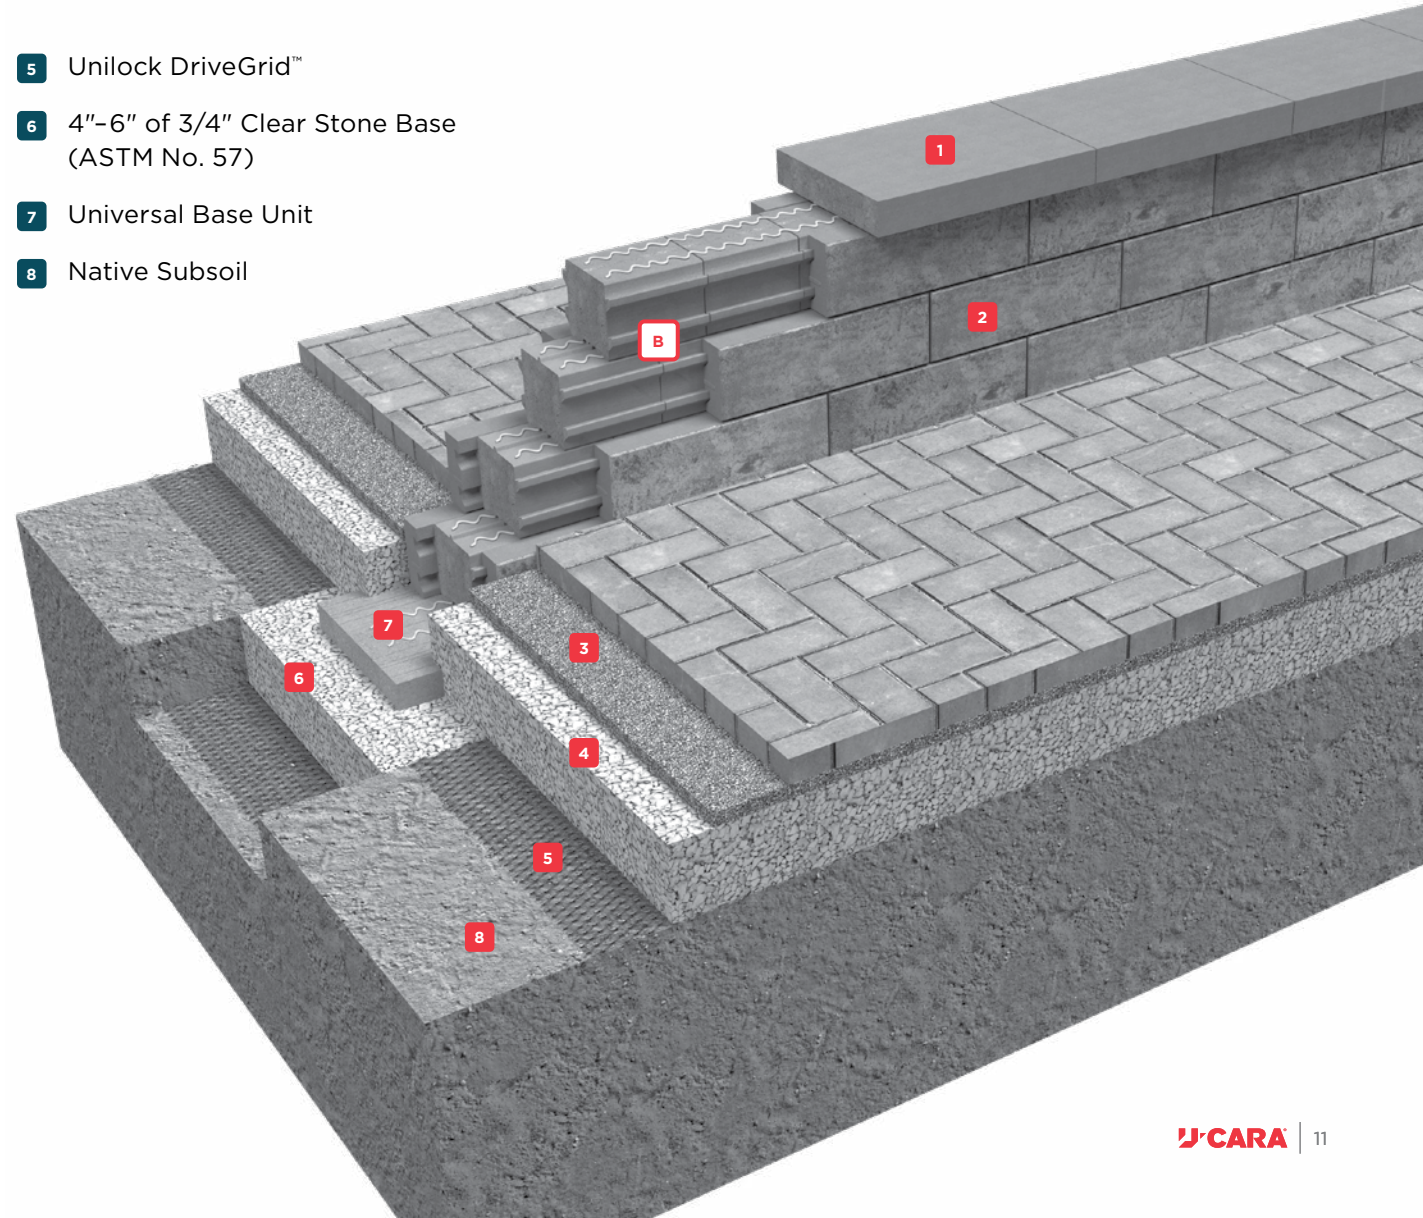 5 Unilock DriveGrid™
6 4"–6" of 3/4" Clear Stone Base
(ASTM No. 57)
7 Universal Base Unit
8 Native Subsoil
1
2
B
7
3
6
4
5
8
U-CARA® 11